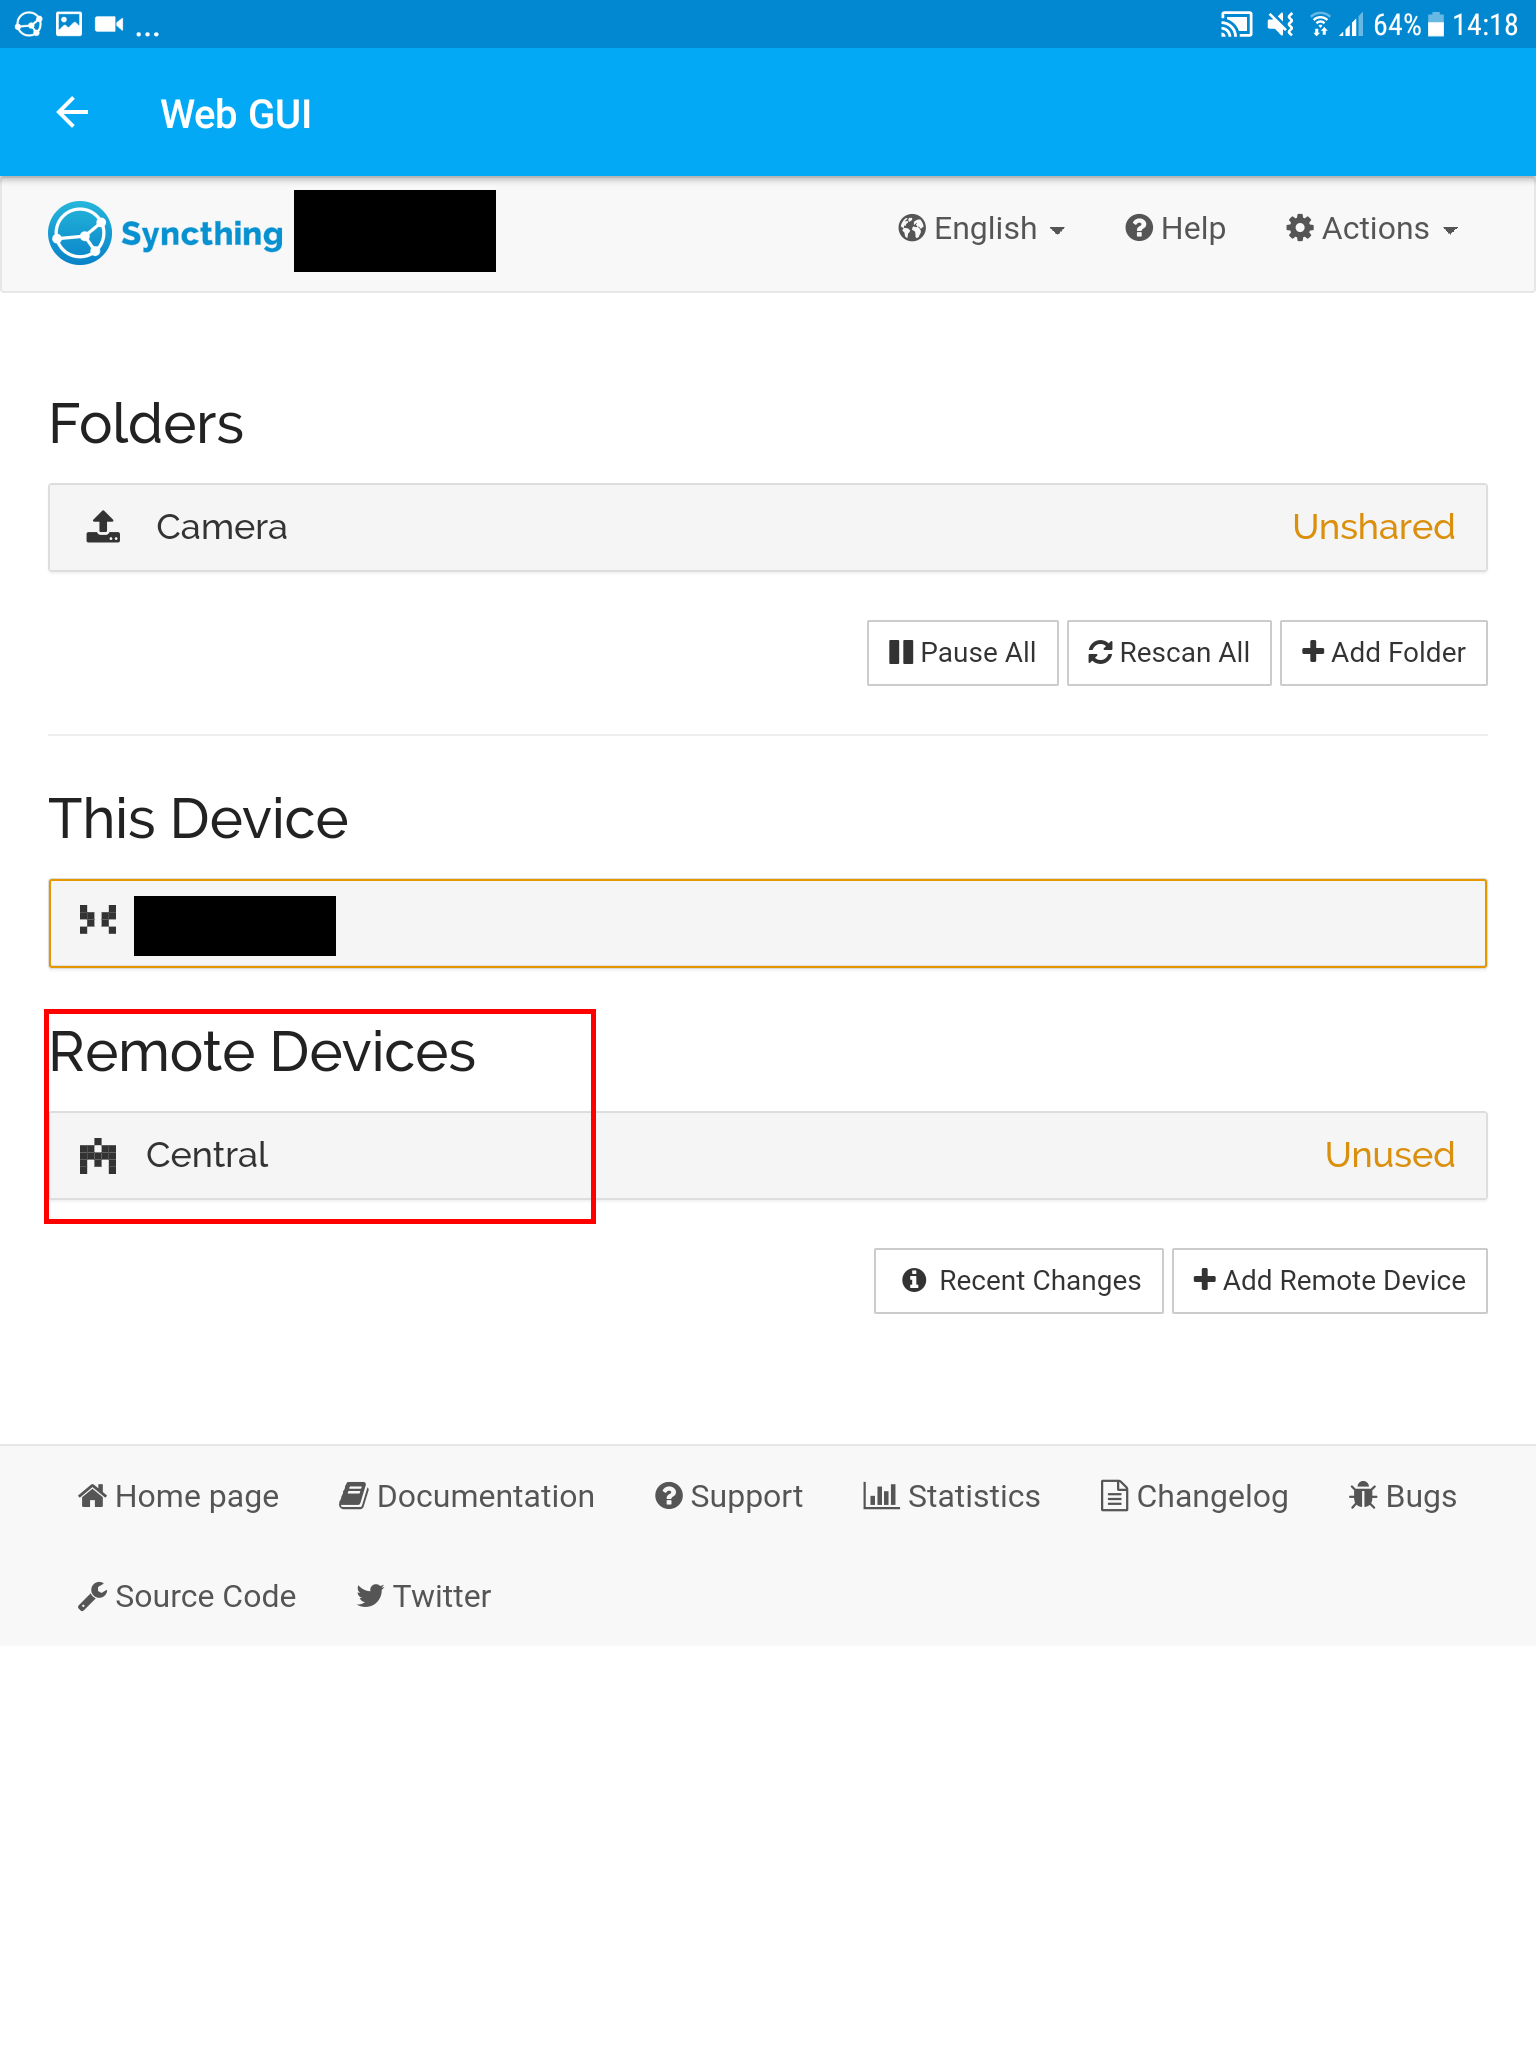 ... 64% 14:18
Web GUI
Syncthing English Help Actions
Folders
Camera Unshared
Pause All Rescan All Add Folder
This Device
Remote Devices
Central Unused
Recent Changes Add Remote Device
Home page Documentation Support Statistics Changelog Bugs
Source Code Twitter